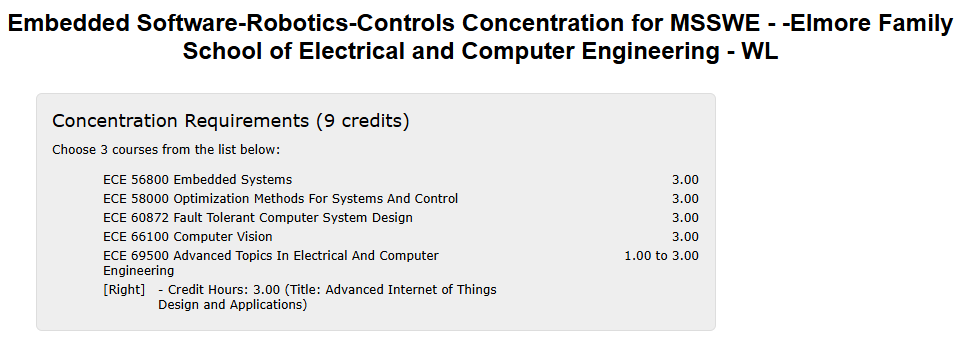 Embedded Software-Robotics-Controls Concentration for MSSWE - -Elmore Family
School of Electrical and Computer Engineering - WL
Concentration Requirements (9 credits)
Choose 3 courses from the list below:
ECE 56800 Embedded Systems 3.00
ECE 58000 Optimization Methods For Systems And Control 3.00
ECE 60872 Fault Tolerant Computer System Design 3.00
ECE 66100 Computer Vision 3.00
ECE 69500 Advanced Topics In Electrical And Computer 1.00 to 3.00
Engineering
[Right] - Credit Hours: 3.00 (Title: Advanced Internet of Things
Design and Applications)